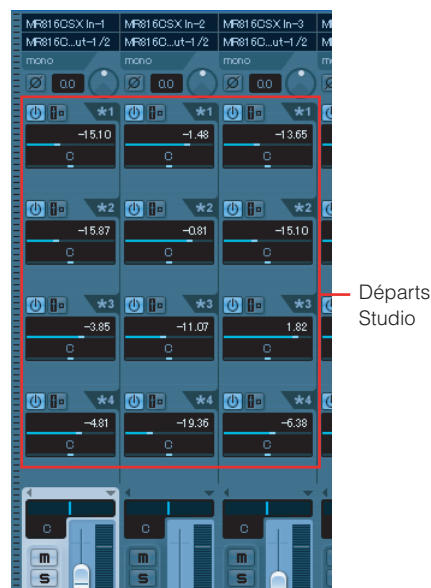 MR816CSX In-1 MR816CSX In-2 MR816CSX In-3 M
MR816C...ut-1/2 MR816C...ut-1/2 MR816C...ut-1/2 M
mono mono mono m
0.0 0.0 0.0
*1 *1 *1
-15.10 -1.48 -13.65
C C C
*2 *2 *2
-15.87 -0.81 -15.10
C C C
*3 *3 *3
Départs
Studio
-3.85 -11.07 1.82
C C C
*4 *4 *4
-4.81 -19.36 -6.38
C C C
C C C
m m m
S S S